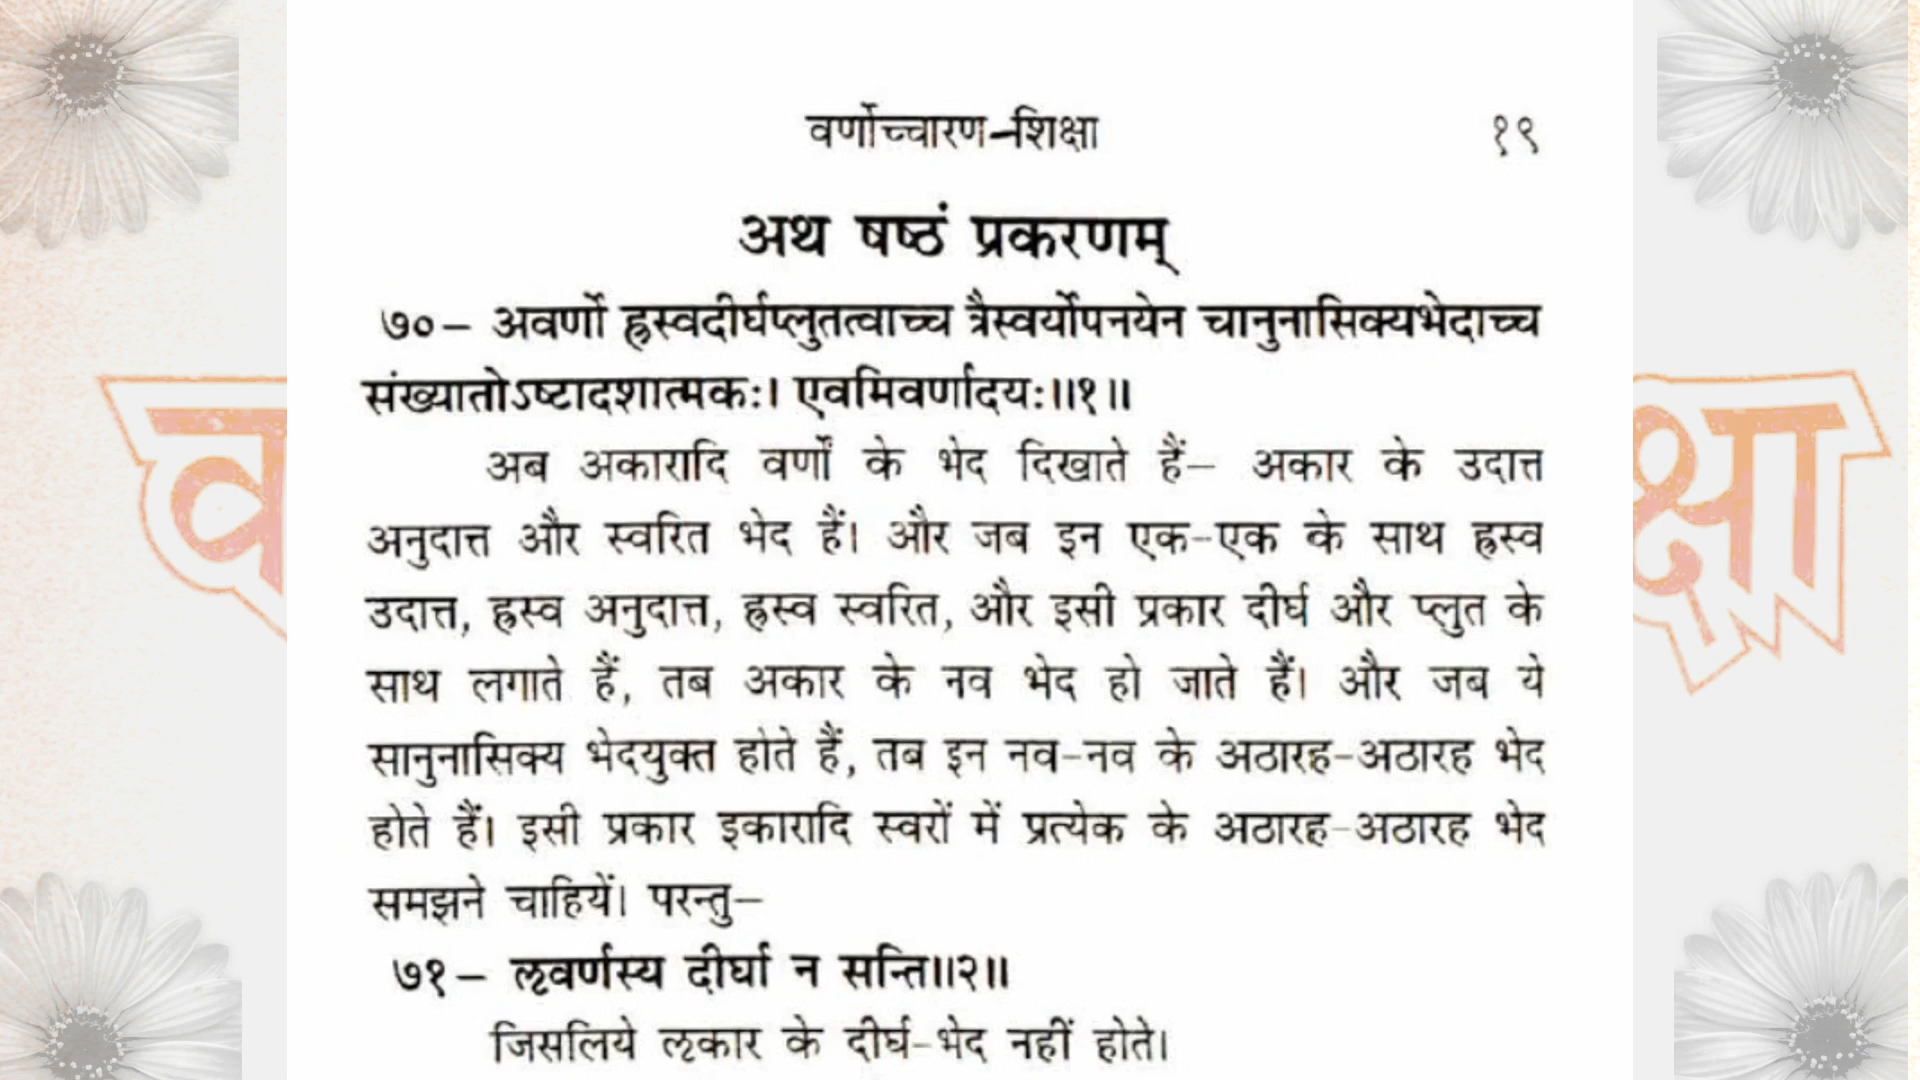 वर्णोच्चारण-शिक्षा १९
अथ षष्ठं प्रकरणम्
७०– अवर्णो ह्रस्वदीर्घप्लुतत्वाच्च त्रैस्वर्योपनयेन चानुनासिक्यभेदाच्च
संख्यातोऽष्टादशात्मकः। एवमिवर्णादयः॥१॥
अब अकारादि वर्णों के भेद दिखाते हैं– अकार के उदात्त
अनुदात्त और स्वरित भेद हैं। और जब इन एक-एक के साथ ह्रस्व
उदात्त, ह्रस्व अनुदात्त, ह्रस्व स्वरित, और इसी प्रकार दीर्घ और प्लुत के
साथ लगाते हैं, तब अकार के नव भेद हो जाते हैं। और जब ये
सानुनासिक्य भेदयुक्त होते हैं, तब इन नव-नव के अठारह-अठारह भेद
होते हैं। इसी प्रकार इकारादि स्वरों में प्रत्येक के अठारह-अठारह भेद
समझने चाहियें। परन्तु–
७१– ऌवर्णस्य दीर्घा न सन्ति॥२॥
जिसलिये ऌकार के दीर्घ-भेद नहीं होते।
व
क्षा